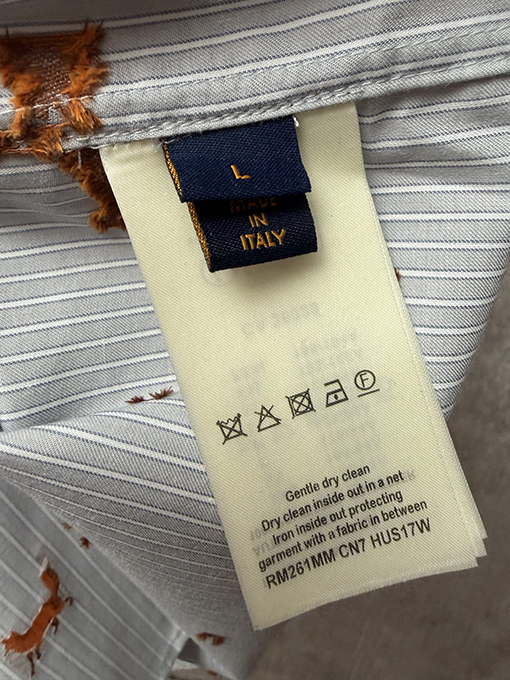 L
MADE
IN
ITALY
Gentle dry clean
Dry clean inside out in a net
Iron inside out protecting
garment with a fabric in between
RM261MM CN7 HUS17W